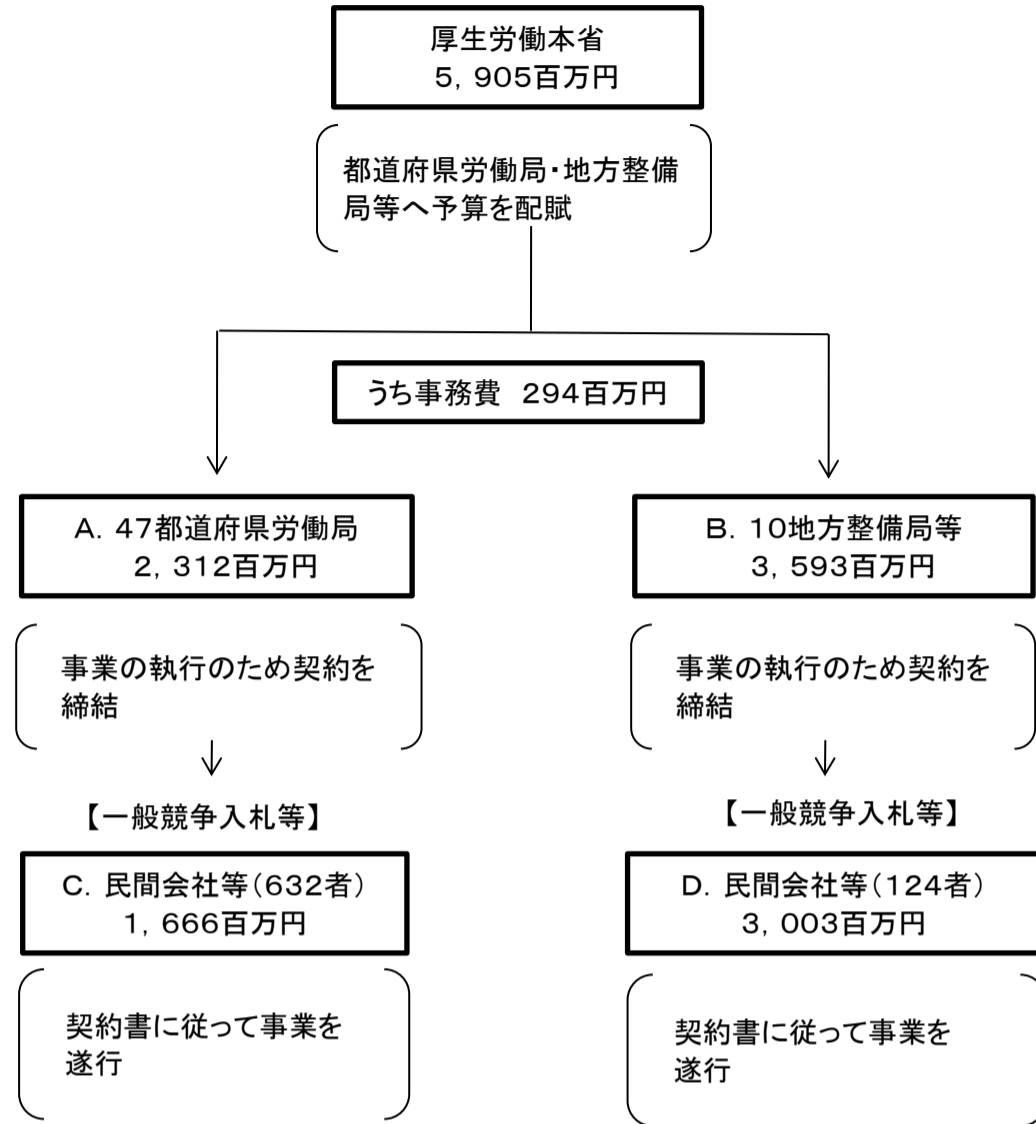 厚生労働本省
5，905百万円
都道府県労働局・地方整備
局等へ予算を配賦
うち事務費　294百万円
A．47都道府県労働局
2，312百万円
事業の執行のため契約を
締結
【一般競争入札等】
C．民間会社等（632者）
1，666百万円
契約書に従って事業を
遂行
B．10地方整備局等
3，593百万円
事業の執行のため契約を
締結
【一般競争入札等】
D．民間会社等（124者）
3，003百万円
契約書に従って事業を
遂行